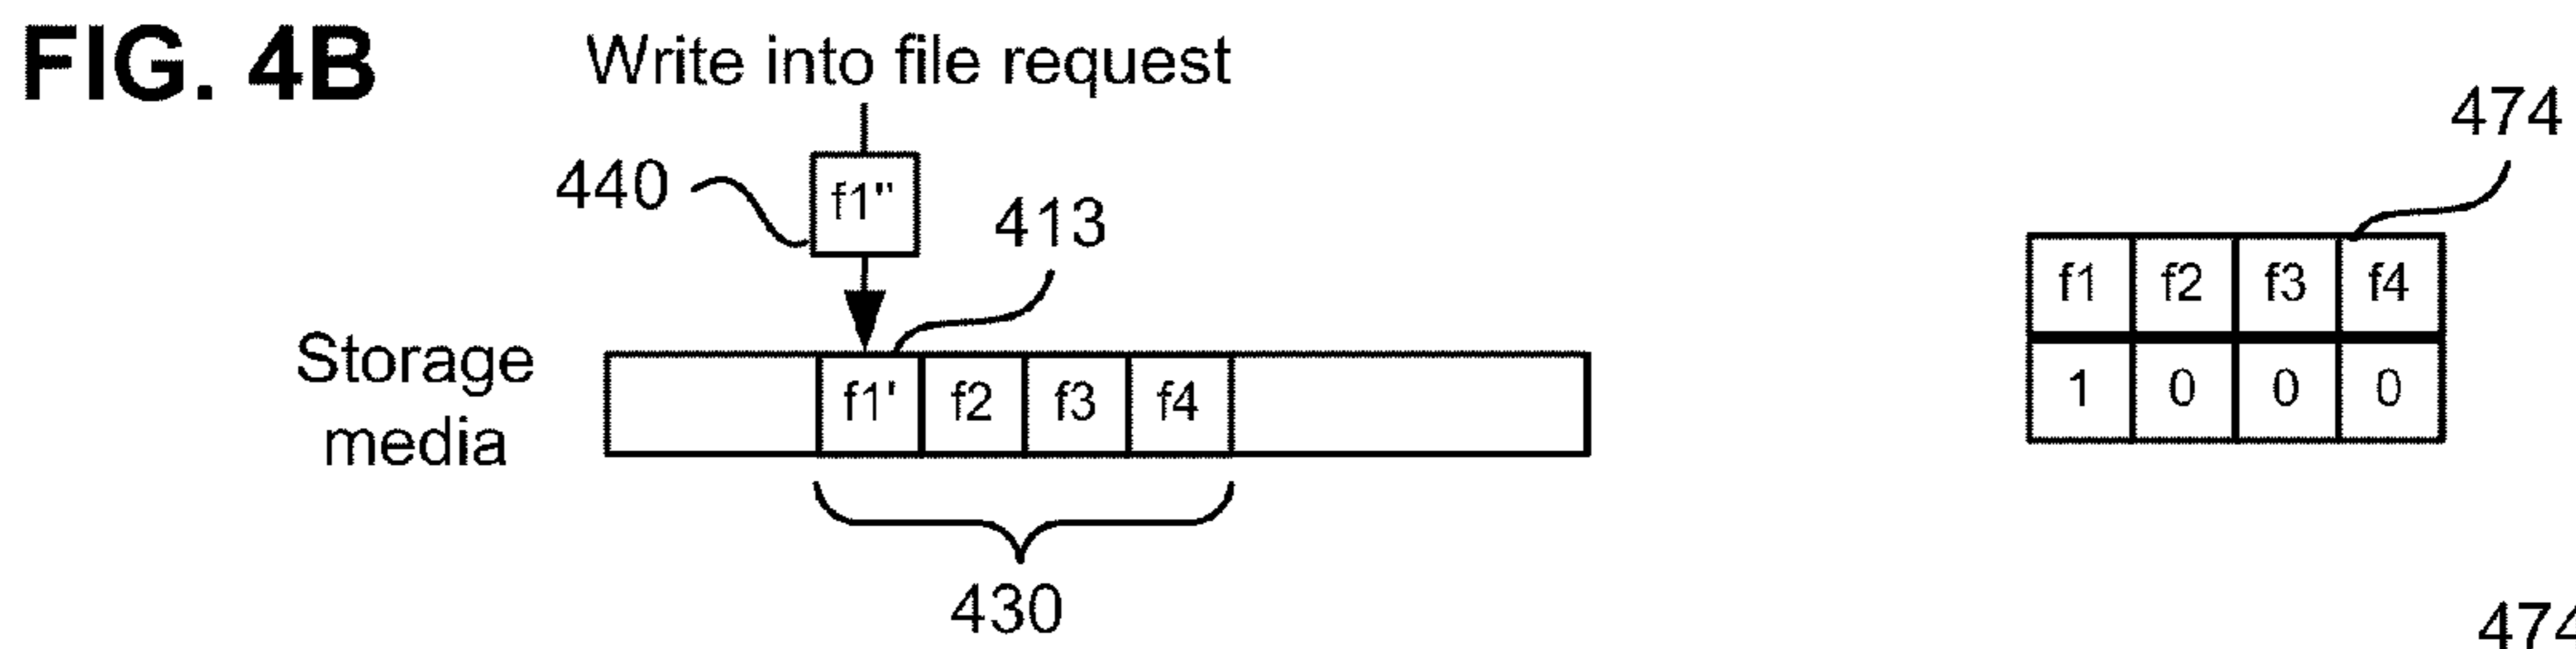 FIG. 4B
Write into file request
474
440
f1"
413
f1 f2 f3 f4
Storage
media
f1' f2 f3 f4
1 0 0 0
430
474